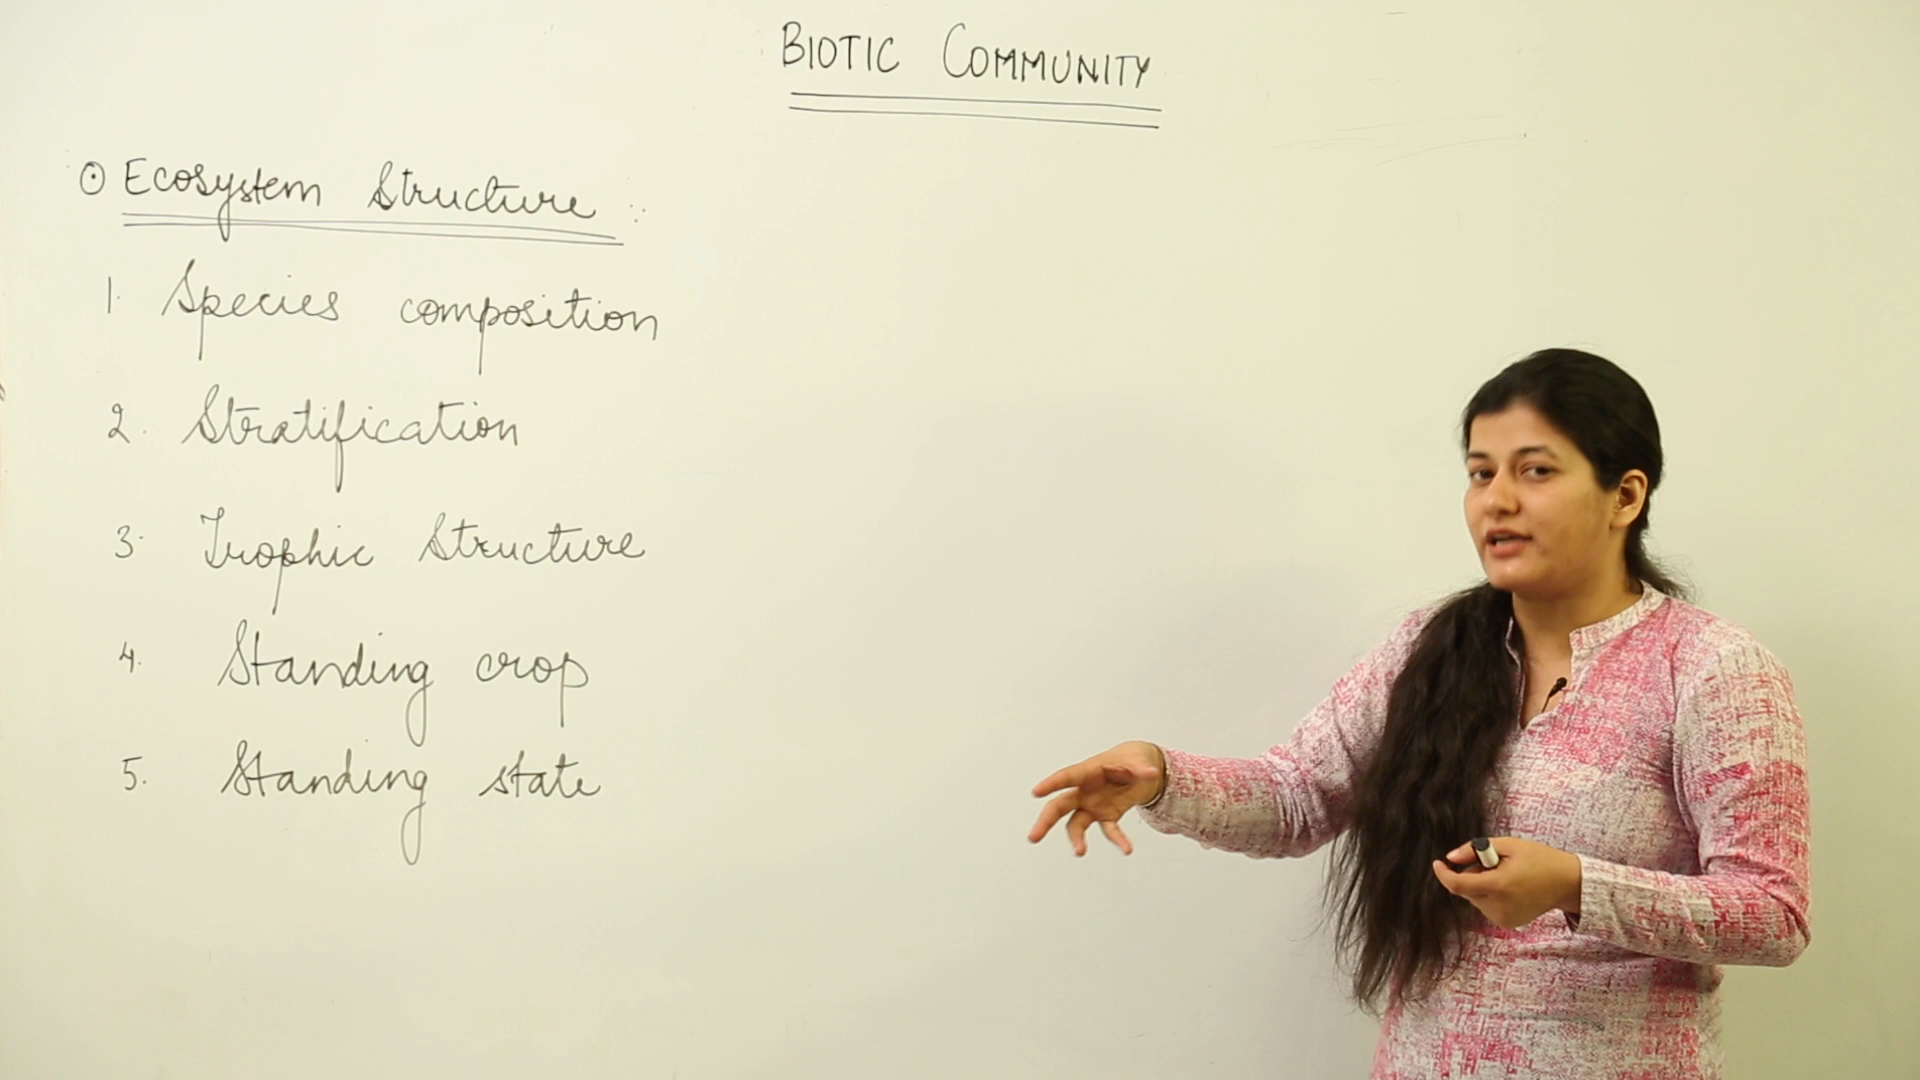 BIOTIC COMMUNITY
⊙ Ecosystem Structure :
1. Species composition
2. Stratification
3. Trophic Structure
4. Standing crop
5. Standing state